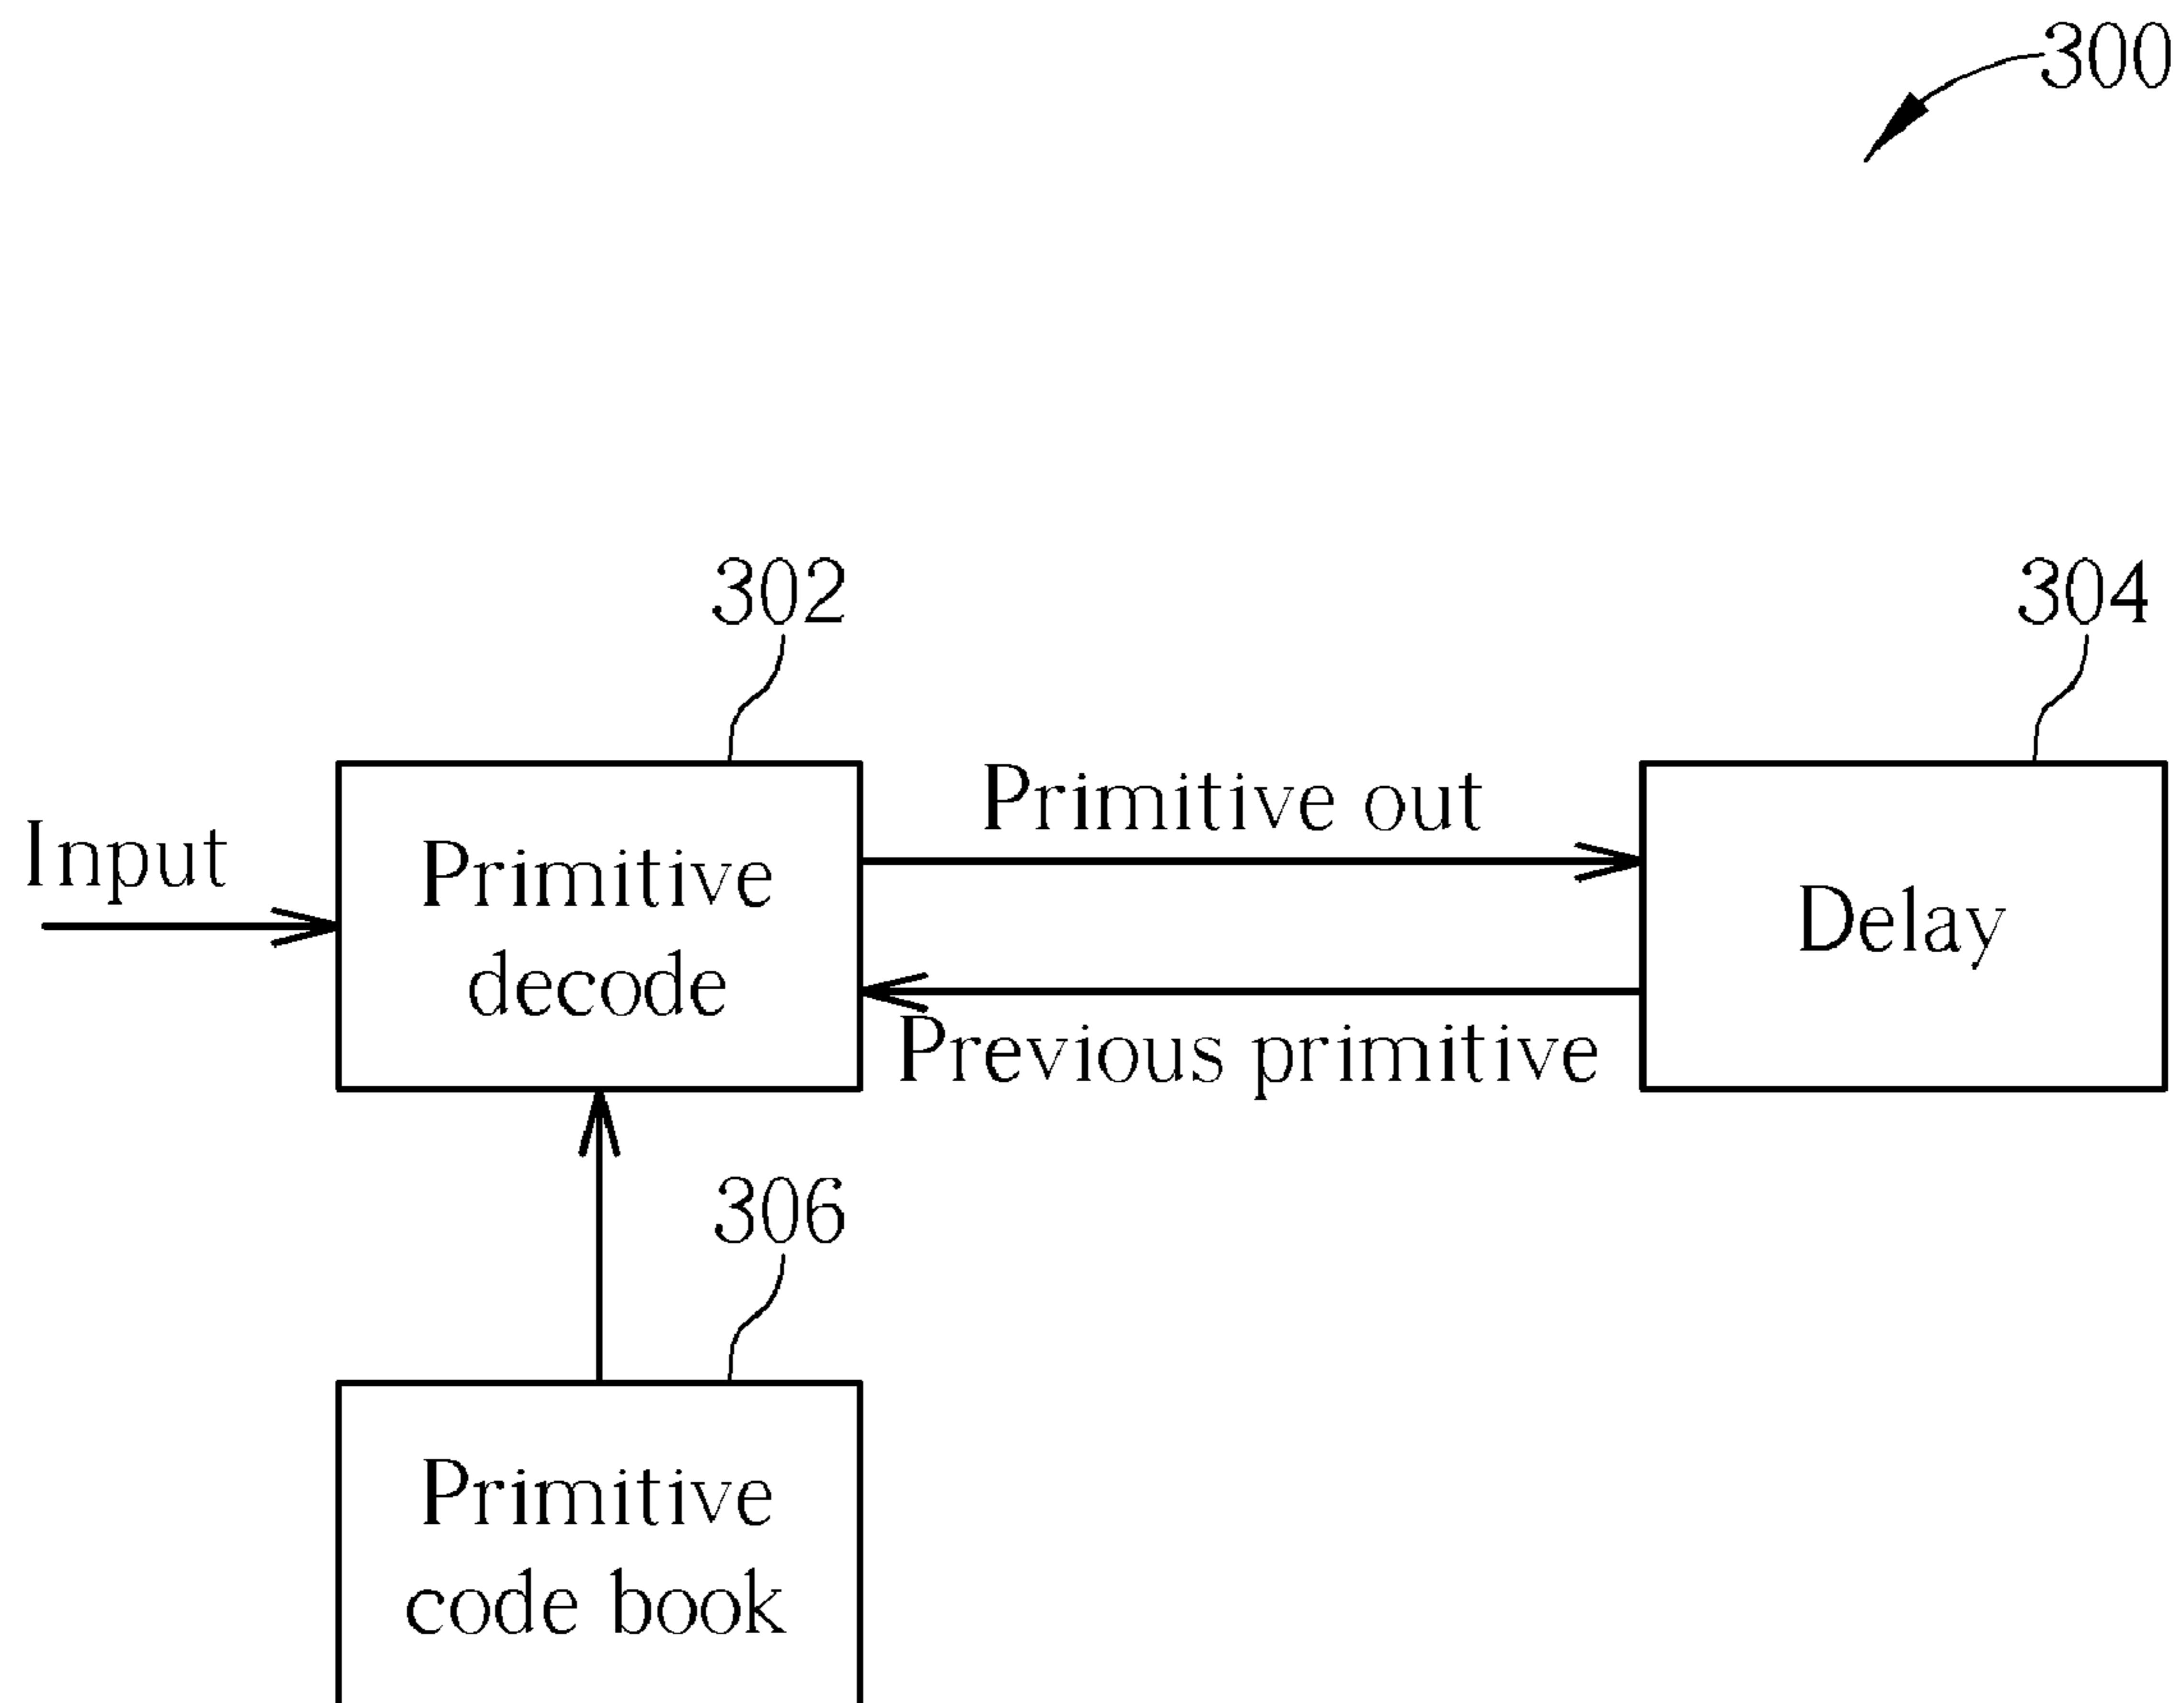 300
302
304
Input
Primitive
decode
Primitive out
Previous primitive
Delay
306
Primitive
code book